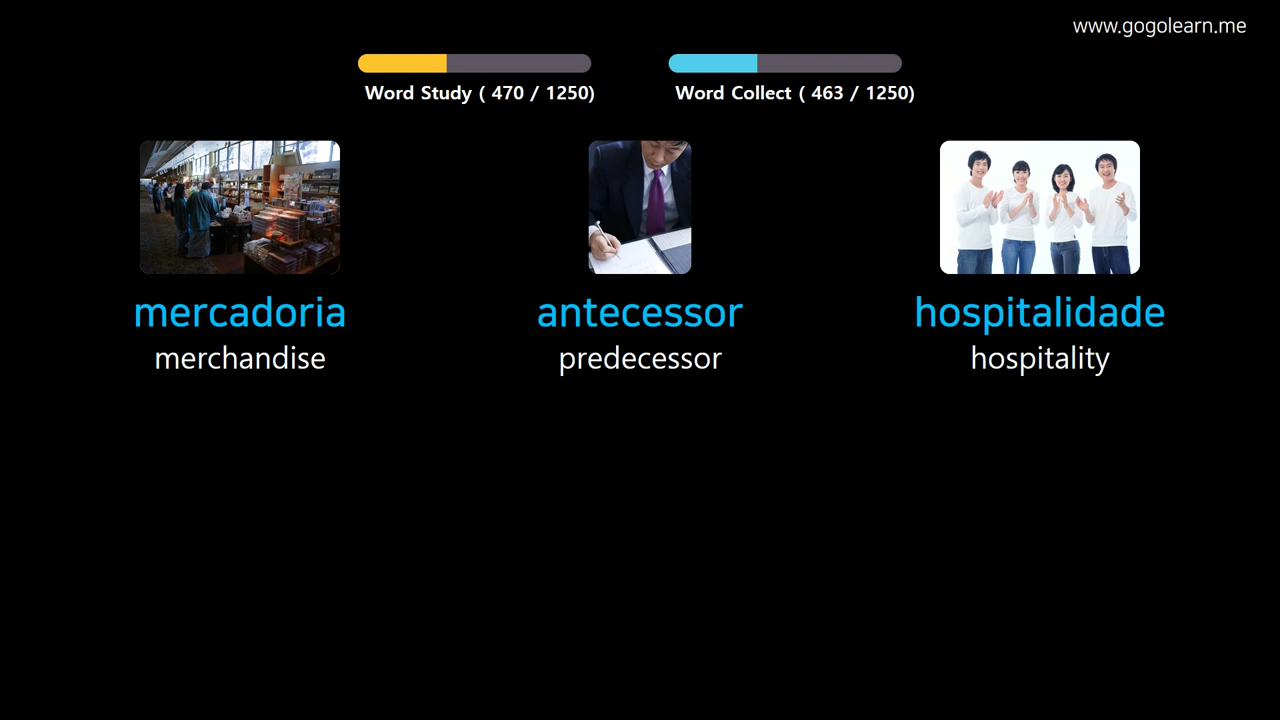 www.gogolearn.me
Word Study ( 470 / 1250)
Word Collect ( 463 / 1250)
mercadoria
merchandise
antecessor
predecessor
hospitalidade
hospitality